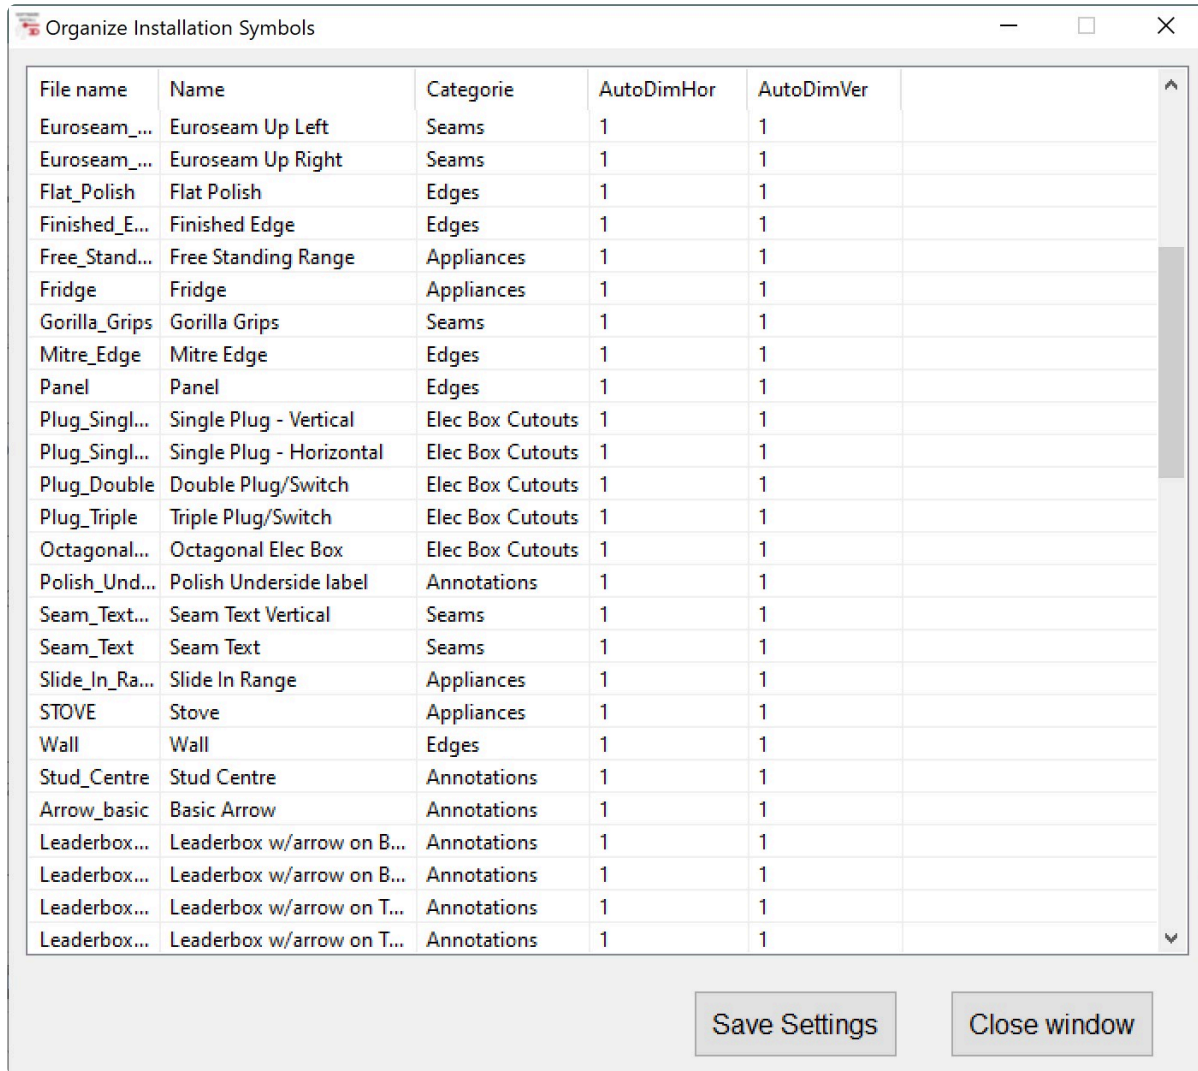 Organize Installation Symbols
File name Name Categorie AutoDimHor AutoDimVer
Euroseam_... Euroseam Up Left Seams 1 1
Euroseam_... Euroseam Up Right Seams 1 1
Flat_Polish Flat Polish Edges 1 1
Finished_E... Finished Edge Edges 1 1
Free_Stand... Free Standing Range Appliances 1 1
Fridge Fridge Appliances 1 1
Gorilla_Grips Gorilla Grips Seams 1 1
Mitre_Edge Mitre Edge Edges 1 1
Panel Panel Edges 1 1
Plug_Singl... Single Plug - Vertical Elec Box Cutouts 1 1
Plug_Singl... Single Plug - Horizontal Elec Box Cutouts 1 1
Plug_Double Double Plug/Switch Elec Box Cutouts 1 1
Plug_Triple Triple Plug/Switch Elec Box Cutouts 1 1
Octagonal... Octagonal Elec Box Elec Box Cutouts 1 1
Polish_Und... Polish Underside label Annotations 1 1
Seam_Text... Seam Text Vertical Seams 1 1
Seam_Text Seam Text Seams 1 1
Slide_In_Ra... Slide In Range Appliances 1 1
STOVE Stove Appliances 1 1
Wall Wall Edges 1 1
Stud_Centre Stud Centre Annotations 1 1
Arrow_basic Basic Arrow Annotations 1 1
Leaderbox... Leaderbox w/arrow on B... Annotations 1 1
Leaderbox... Leaderbox w/arrow on B... Annotations 1 1
Leaderbox... Leaderbox w/arrow on T... Annotations 1 1
Leaderbox... Leaderbox w/arrow on T... Annotations 1 1
Save Settings Close window